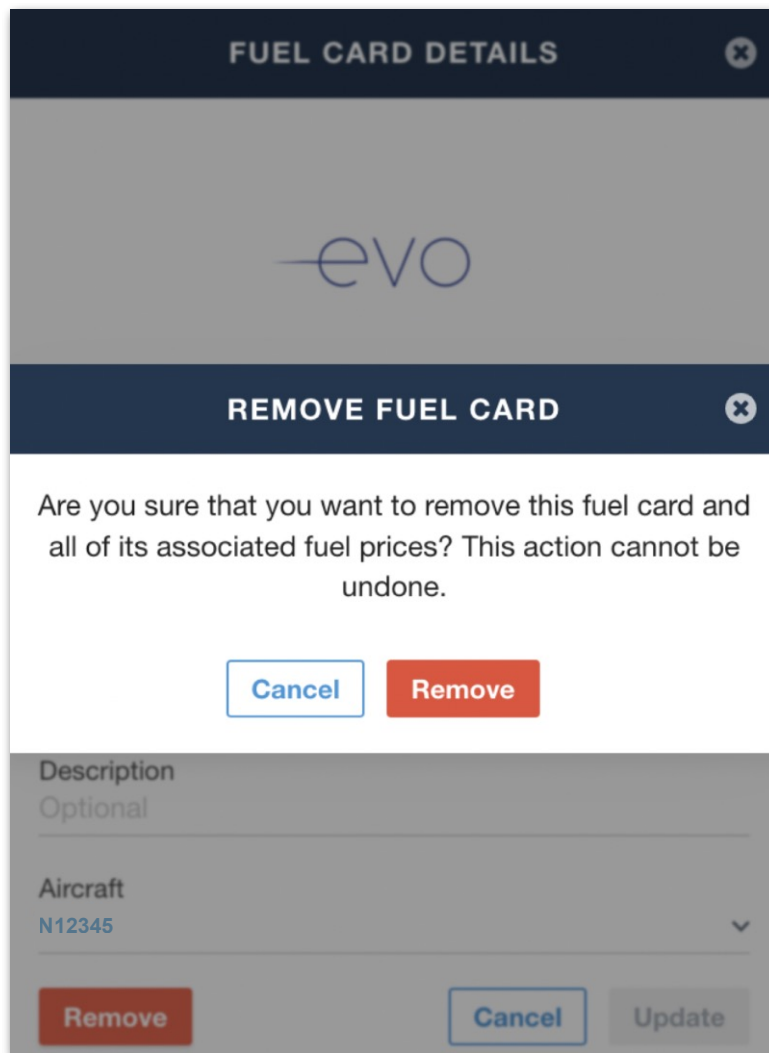 FUEL CARD DETAILS
evo
REMOVE FUEL CARD
Are you sure that you want to remove this fuel card and
all of its associated fuel prices? This action cannot be
undone.
Cancel Remove
Description
Optional
Aircraft
N12345
Remove Cancel Update